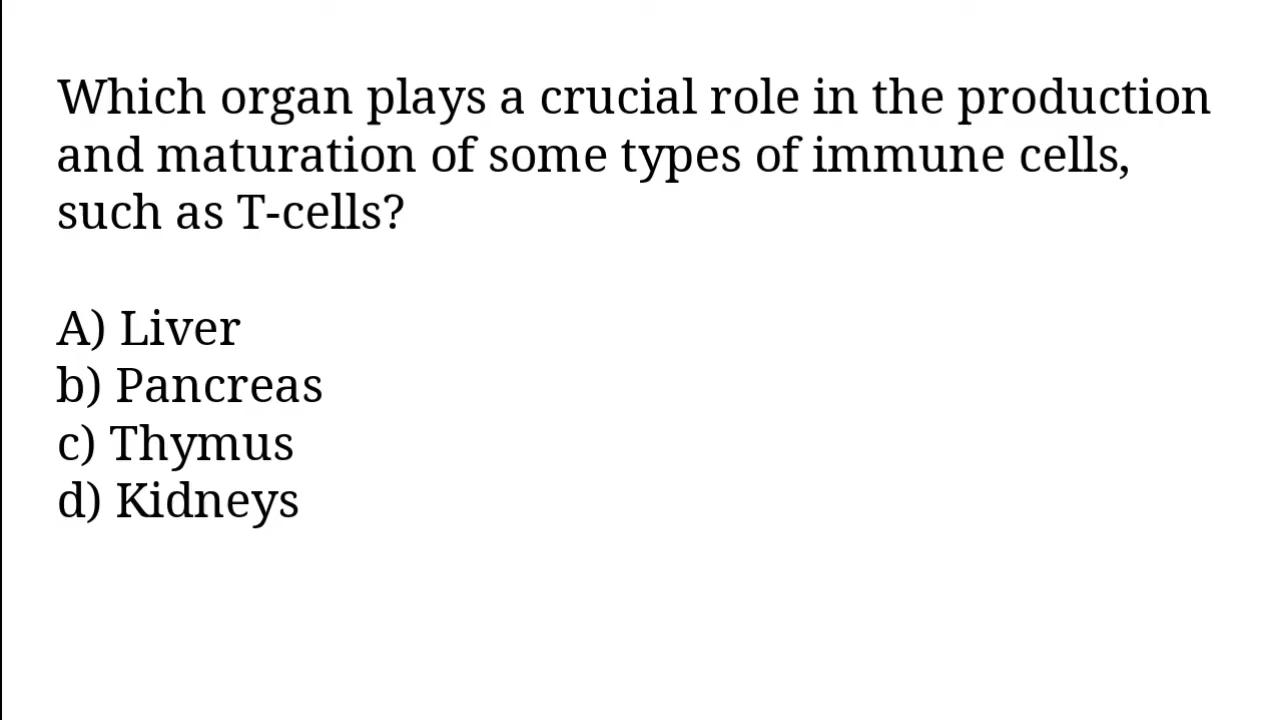 Which organ plays a crucial role in the production
and maturation of some types of immune cells,
such as T-cells?
A) Liver
b) Pancreas
c) Thymus
d) Kidneys